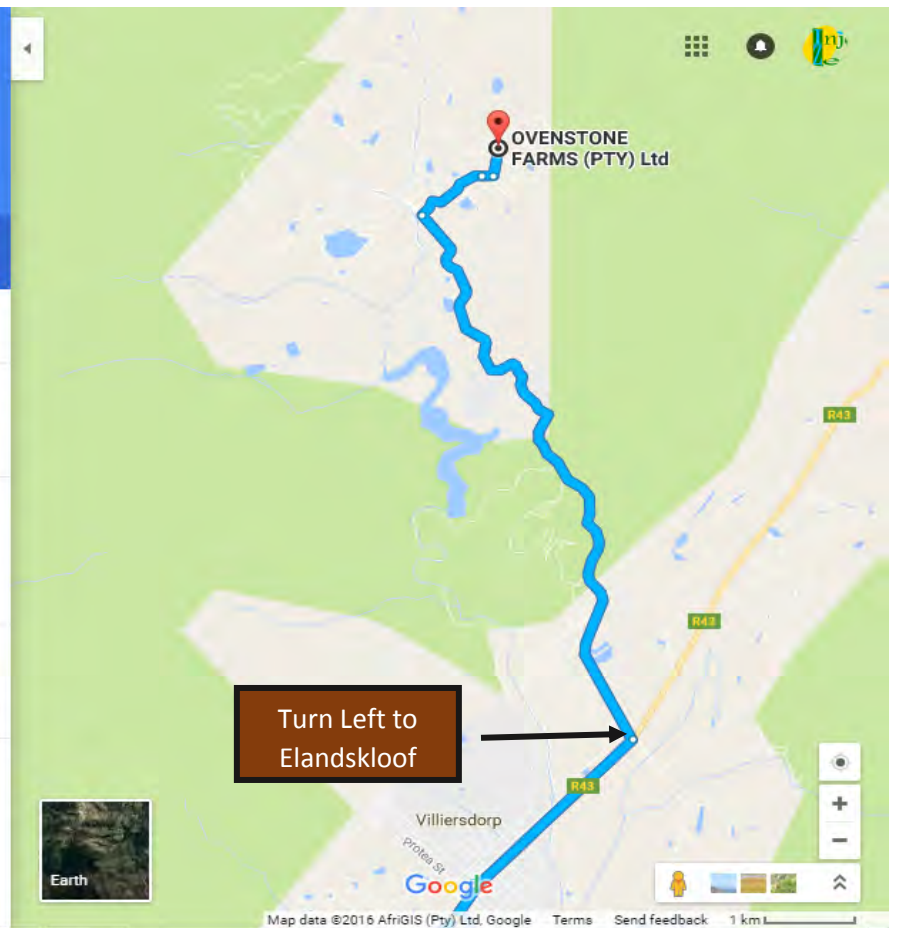 nj
OVENSTONE
FARMS (PTY) Ltd
R43
R43
Turn Left to
Elandskloof
R43
Villiersdorp
Protea St
Google
Earth
Map data ©2016 AfriGIS (Pty) Ltd, Google Terms Send feedback 1 km